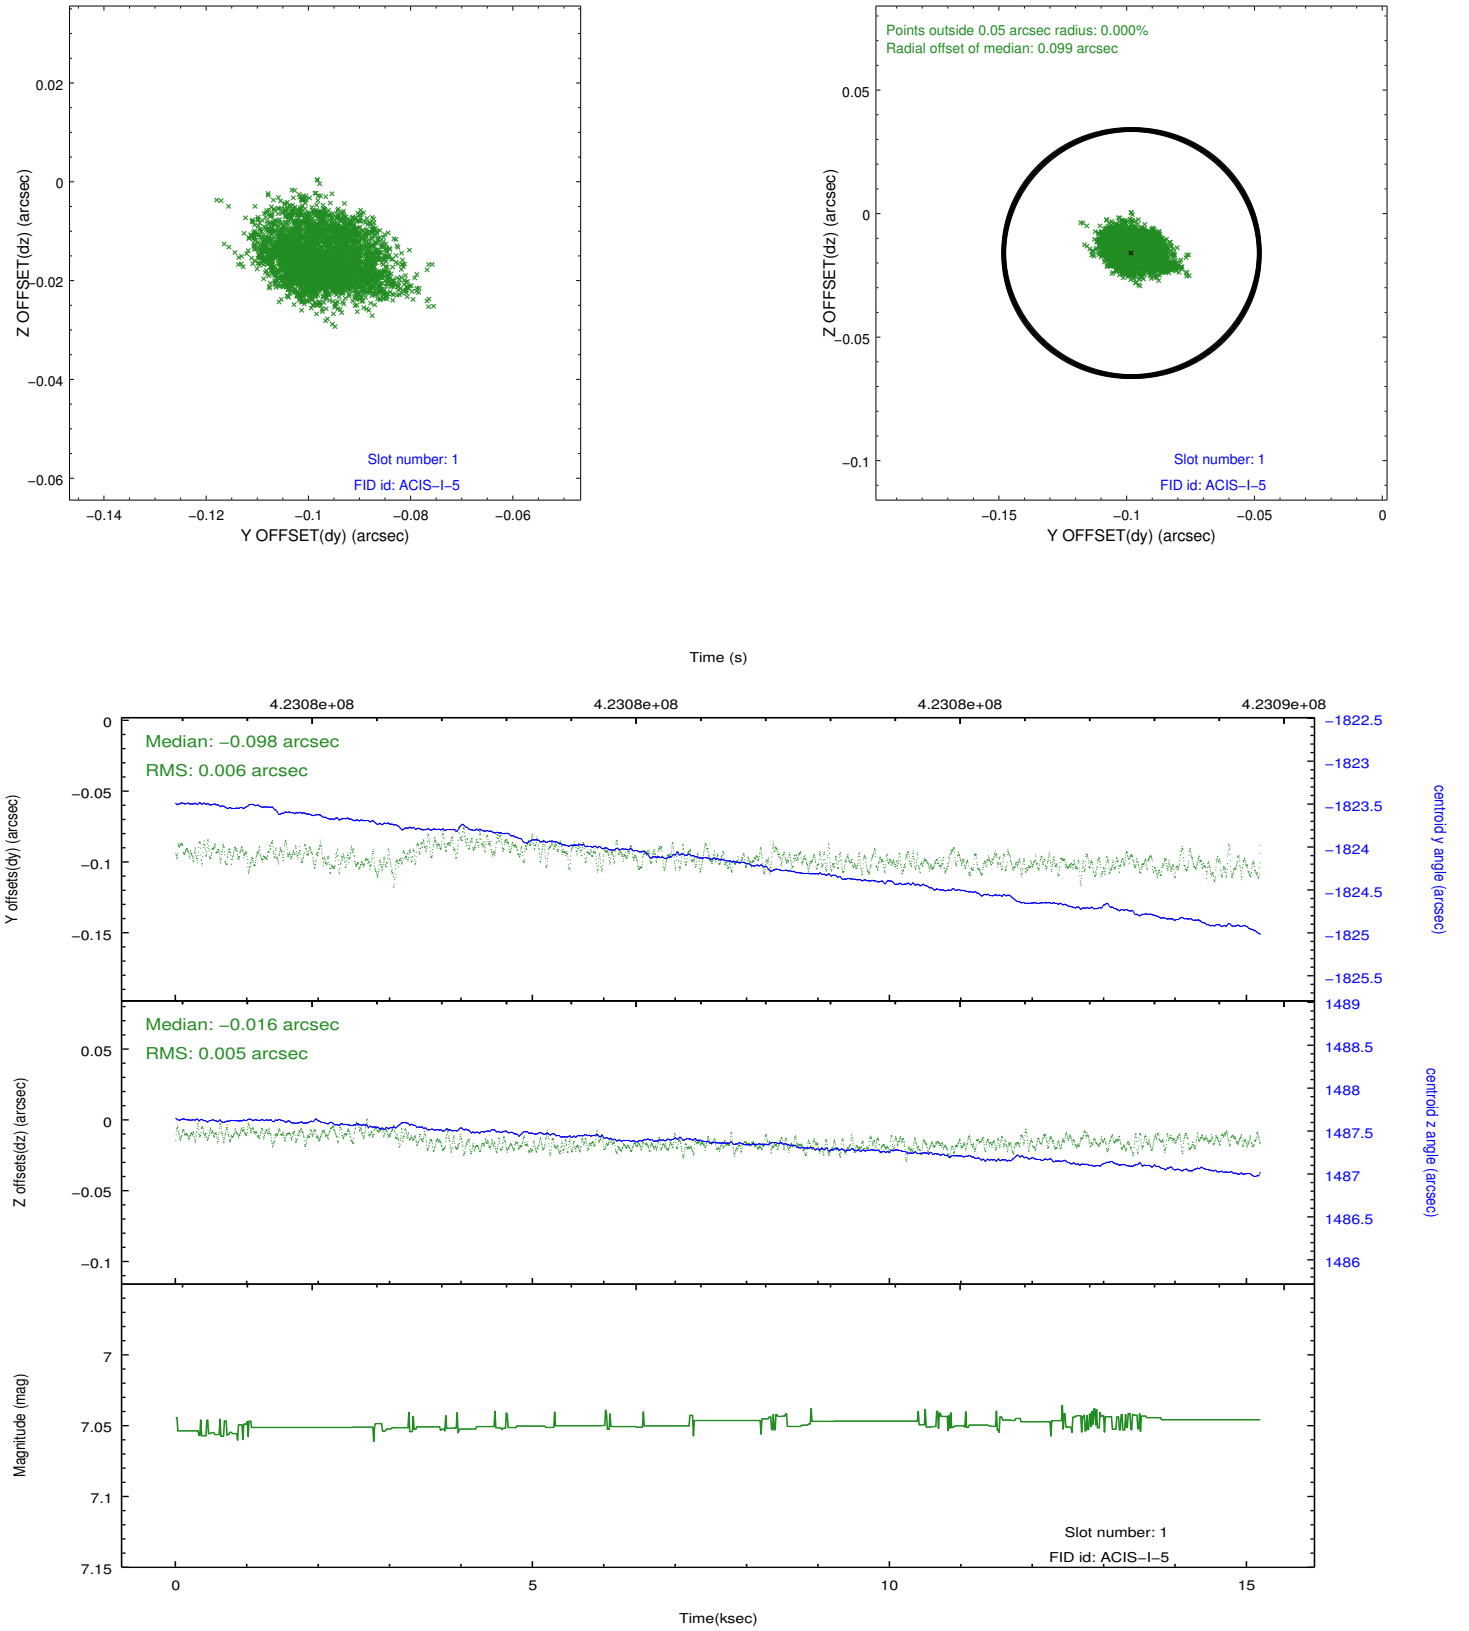 0.02
0
−0.02
−0.04
−0.06
Z OFFSET(dz) (arcsec)
Slot number: 1
FID id: ACIS−I−5
−0.14
−0.12
−0.1
−0.08
−0.06
Y OFFSET(dy) (arcsec)
Points outside 0.05 arcsec radius: 0.000%
Radial offset of median: 0.099 arcsec
0.05
0
−0.05
−0.1
Z OFFSET(dz) (arcsec)
Slot number: 1
FID id: ACIS−I−5
−0.15
−0.1
−0.05
0
Y OFFSET(dy) (arcsec)
Time (s)
4.2308e+08
4.2308e+08
4.2308e+08
4.2309e+08
Median: −0.098 arcsec
RMS: 0.006 arcsec
0
−0.05
−0.1
−0.15
Y offsets(dy) (arcsec)
−1822.5
−1823
−1823.5
−1824
−1824.5
−1825
−1825.5
centroid y angle (arcsec)
Median: −0.016 arcsec
RMS: 0.005 arcsec
0.05
0
−0.05
−0.1
Z offsets(dz) (arcsec)
1489
1488.5
1488
1487.5
1487
1486.5
1486
centroid z angle (arcsec)
7
7.05
7.1
7.15
Magnitude (mag)
Slot number: 1
FID id: ACIS−I−5
0
5
10
15
Time(ksec)